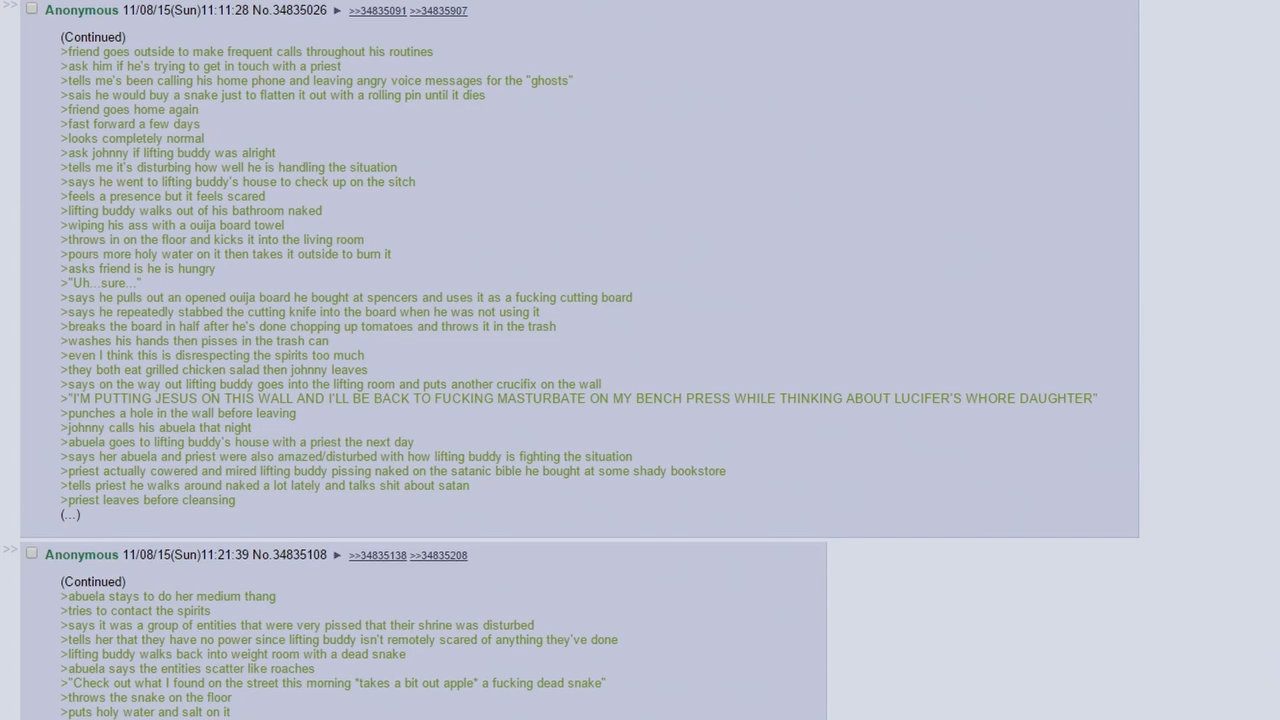 >> Anonymous 11/08/15(Sun)11:11:28 No.34835026 ► >>34835091 >>34835907
(Continued)
>friend goes outside to make frequent calls throughout his routines
>ask him if he's trying to get in touch with a priest
>tells me's been calling his home phone and leaving angry voice messages for the "ghosts"
>sais he would buy a snake just to flatten it out with a rolling pin until it dies
>friend goes home again
>fast forward a few days
>looks completely normal
>ask johnny if lifting buddy was alright
>tells me it's disturbing how well he is handling the situation
>says he went to lifting buddy's house to check up on the sitch
>feels a presence but it feels scared
>lifting buddy walks out of his bathroom naked
>wiping his ass with a ouija board towel
>throws in on the floor and kicks it into the living room
>pours more holy water on it then takes it outside to burn it
>asks friend is he is hungry
>"Uh...sure..."
>says he pulls out an opened ouija board he bought at spencers and uses it as a fucking cutting board
>says he repeatedly stabbed the cutting knife into the board when he was not using it
>breaks the board in half after he's done chopping up tomatoes and throws it in the trash
>washes his hands then pisses in the trash can
>even I think this is disrespecting the spirits too much
>they both eat grilled chicken salad then johnny leaves
>says on the way out lifting buddy goes into the lifting room and puts another crucifix on the wall
>"I'M PUTTING JESUS ON THIS WALL AND I'LL BE BACK TO FUCKING MASTURBATE ON MY BENCH PRESS WHILE THINKING ABOUT LUCIFER'S WHORE DAUGHTER"
>punches a hole in the wall before leaving
>johnny calls his abuela that night
>abuela goes to lifting buddy's house with a priest the next day
>says her abuela and priest were also amazed/disturbed with how lifting buddy is fighting the situation
>priest actually cowered and mired lifting buddy pissing naked on the satanic bible he bought at some shady bookstore
>tells priest he walks around naked a lot lately and talks shit about satan
>priest leaves before cleansing
(...)
>> Anonymous 11/08/15(Sun)11:21:39 No.34835108 ► >>34835138 >>34835208
(Continued)
>abuela stays to do her medium thang
>tries to contact the spirits
>says it was a group of entities that were very pissed that their shrine was disturbed
>tells her that they have no power since lifting buddy isn't remotely scared of anything they've done
>lifting buddy walks back into weight room with a dead snake
>abuela says the entities scatter like roaches
>"Check out what I found on the street this morning *takes a bit out apple* a fucking dead snake"
>throws the snake on the floor
>puts holy water and salt on it